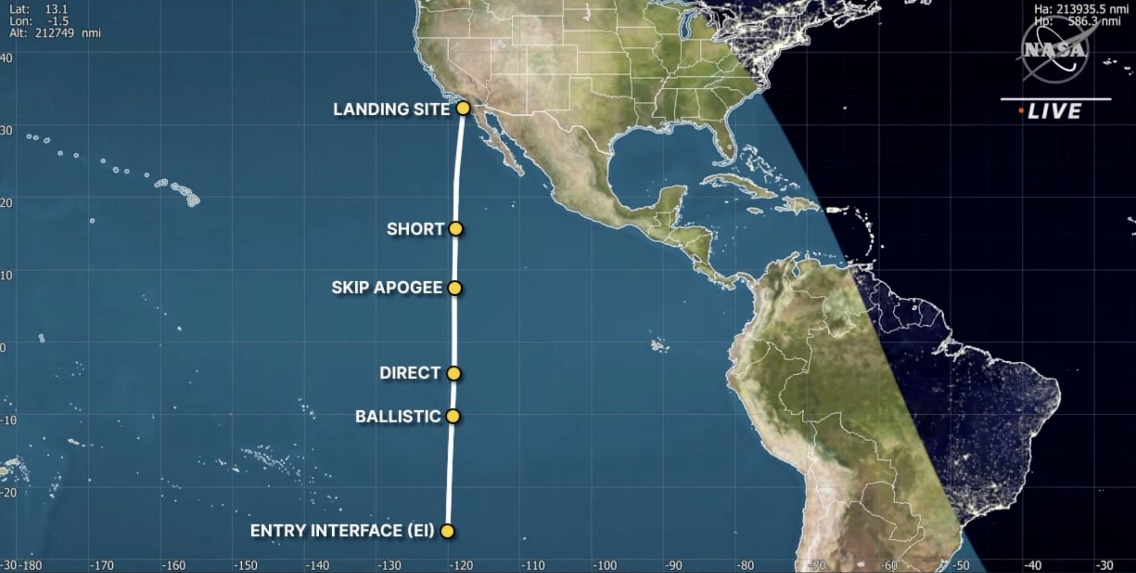 Lat: 13.1
Lon: -1.5
Alt: 212749 nmi
Ha: 213935.5 nmi
Hp: 586.3 nmi
NASA
LIVE
40
30
20
10
0
-10
-20
LANDING SITE
SHORT
SKIP APOGEE
DIRECT
BALLISTIC
ENTRY INTERFACE (EI)
-30 -180 -170 -160 -150 -140 -130 -120 -110 -100 -90 -80 -70 -60 -50 -40 -30